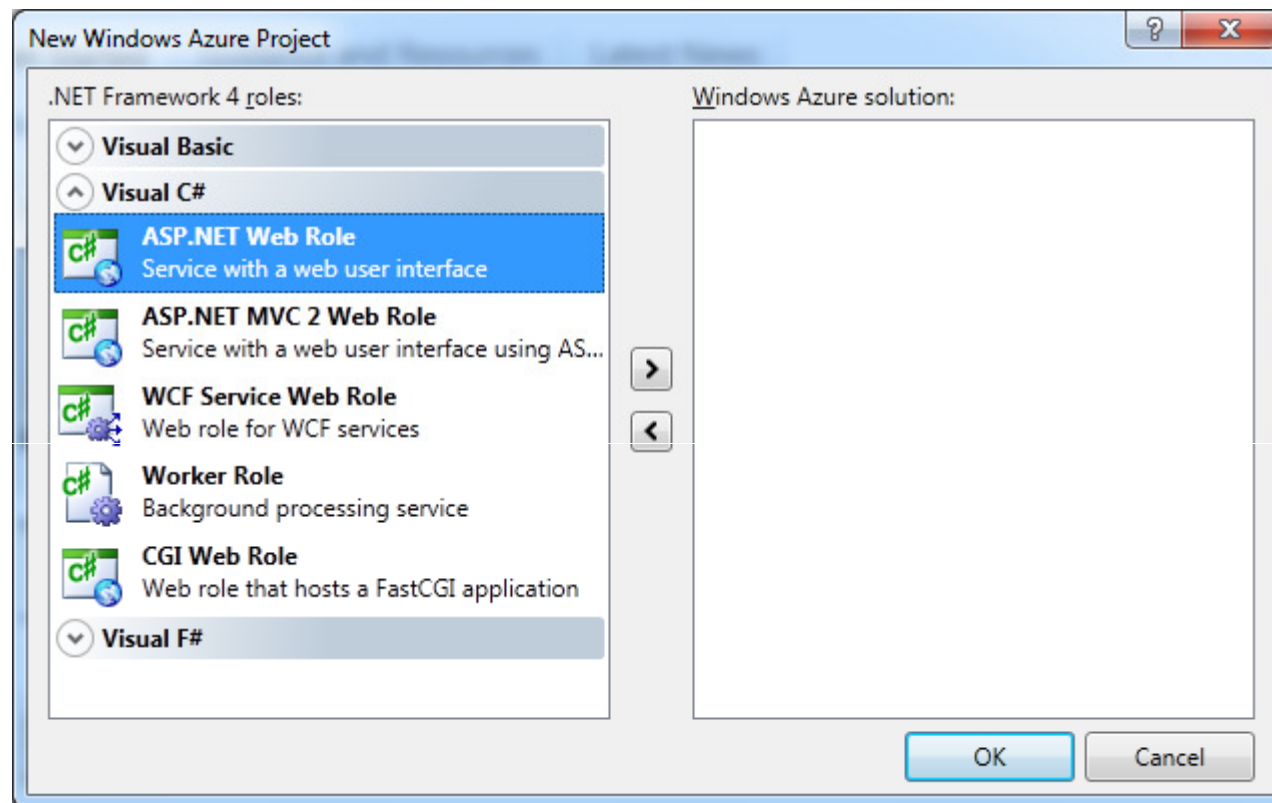 New Windows Azure Project
.NET Framework 4 roles:
Windows Azure solution:
Visual Basic
Visual C#
C#
ASP.NET Web Role
Service with a web user interface
C#
ASP.NET MVC 2 Web Role
Service with a web user interface using AS...
C#
WCF Service Web Role
Web role for WCF services
C#
Worker Role
Background processing service
C#
CGI Web Role
Web role that hosts a FastCGI application
Visual F#
OK
Cancel